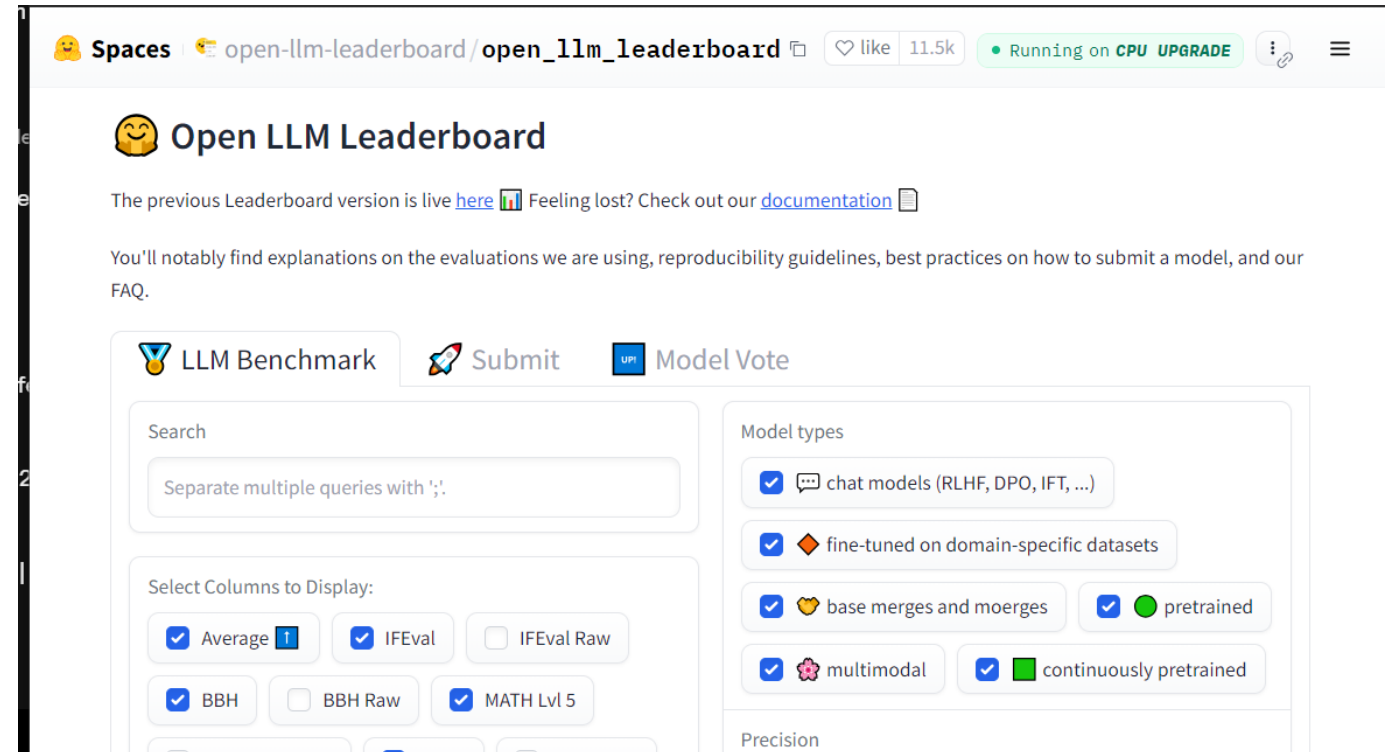 Spaces open-llm-leaderboard/open_llm_leaderboard like 11.5k Running on CPU UPGRADE
Open LLM Leaderboard
The previous Leaderboard version is live here Feeling lost? Check out our documentation
You'll notably find explanations on the evaluations we are using, reproducibility guidelines, best practices on how to submit a model, and our
FAQ.
LLM Benchmark Submit UP! Model Vote
Search
Separate multiple queries with ';'.
Select Columns to Display:
Average IFEval IFEval Raw
BBH BBH Raw MATH Lvl 5
Model types
chat models (RLHF, DPO, IFT, ...)
fine-tuned on domain-specific datasets
base merges and moerges pretrained
multimodal continuously pretrained
Precision